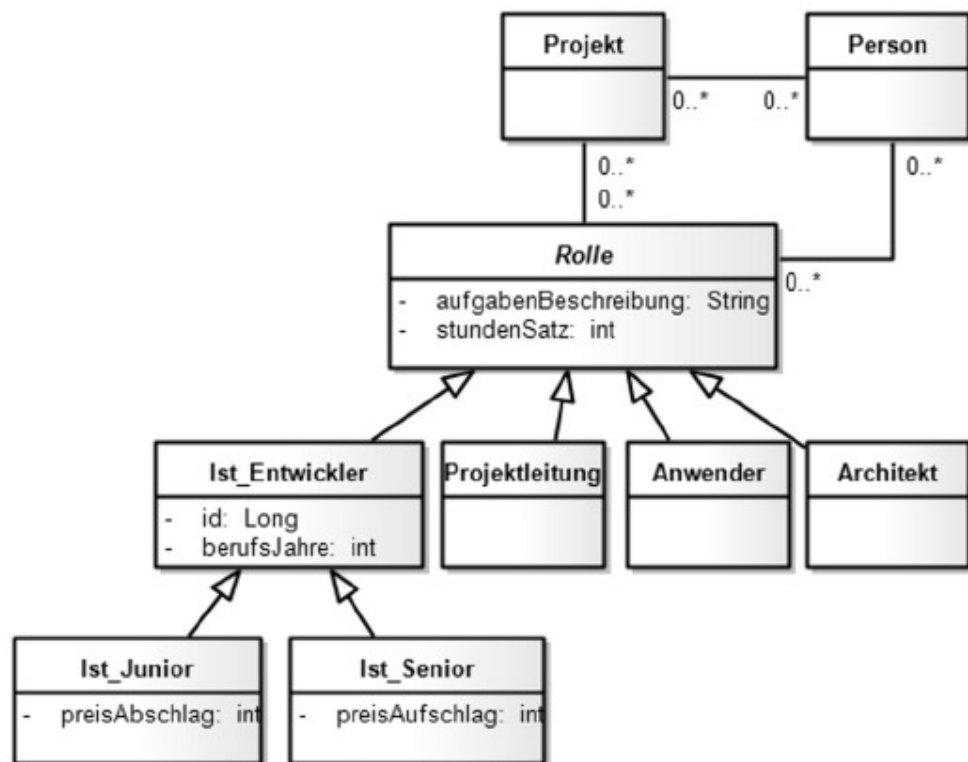 Projekt
Person
0..*
0..*
0..*
0..*
0..*
Rolle
0..*
- aufgabenBeschreibung: String
- stundenSatz: int
Ist_Entwickler
Projektleitung
Anwender
Architekt
- id: Long
- berufsJahre: int
Ist_Junior
Ist_Senior
- preisAbschlag: int
- preisAufschlag: int